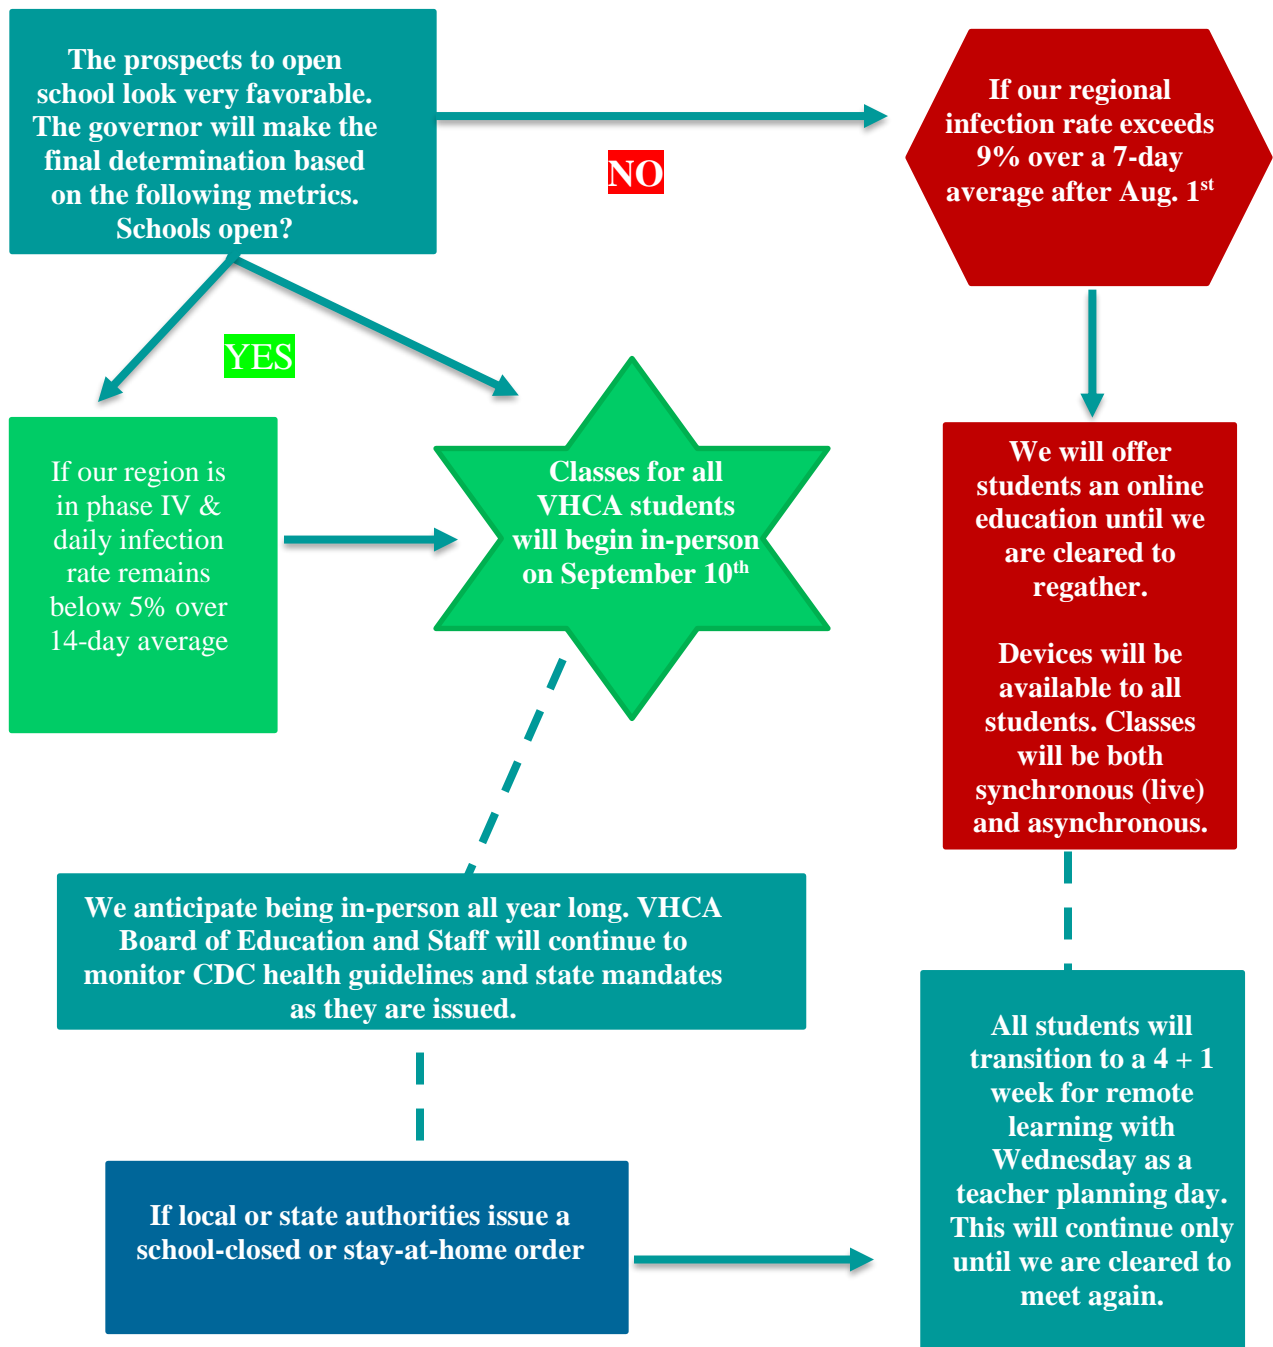 The prospects to open
school look very favorable.
The governor will make the
final determination based
on the following metrics.
Schools open?
NO
If our regional
infection rate exceeds
9% over a 7-day
average after Aug. 1st
YES
If our region is
in phase IV &
daily infection
rate remains
below 5% over
14-day average
Classes for all
VHCA students
will begin in-person
on September 10th
We will offer
students an online
education until we
are cleared to
regather.
Devices will be
available to all
students. Classes
will be both
synchronous (live)
and asynchronous.
We anticipate being in-person all year long. VHCA
Board of Education and Staff will continue to
monitor CDC health guidelines and state mandates
as they are issued.
All students will
transition to a 4 + 1
week for remote
learning with
Wednesday as a
teacher planning day.
This will continue only
until we are cleared to
meet again.
If local or state authorities issue a
school-closed or stay-at-home order